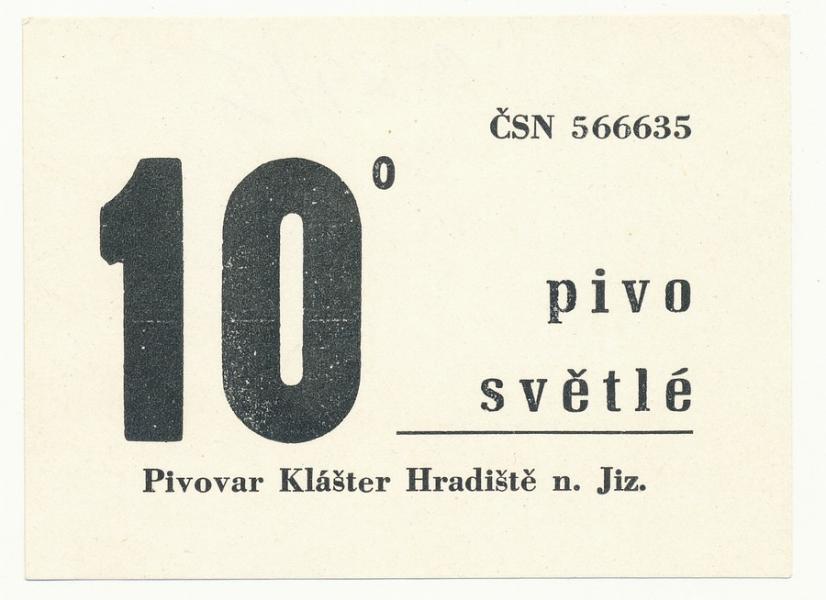 ČSN 566635
10°
pivo
světlé
Pivovar Klášter Hradiště n. Jiz.